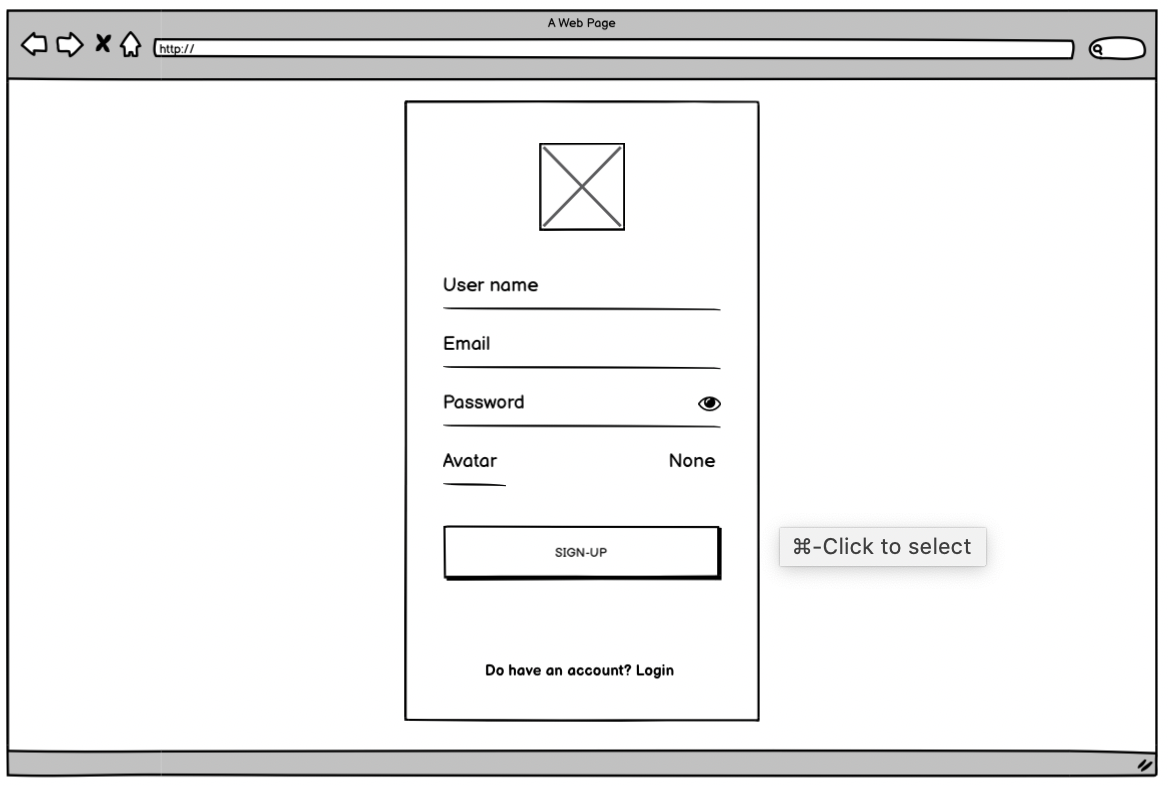 A Web Page
http://
User name
Email
Password
Avatar None
SIGN-UP
⌘-Click to select
Do have an account? Login